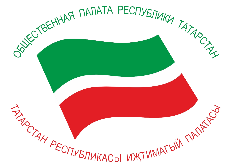 ОБЩЕСТВЕННАЯ ПАЛАТА РЕСПУБЛИКИ ТАТАРСТАН
ТАТАРСТАН РЕСПУБЛИКАСЫ ИҖТИМАГЫЙ ПАЛАТАСЫ